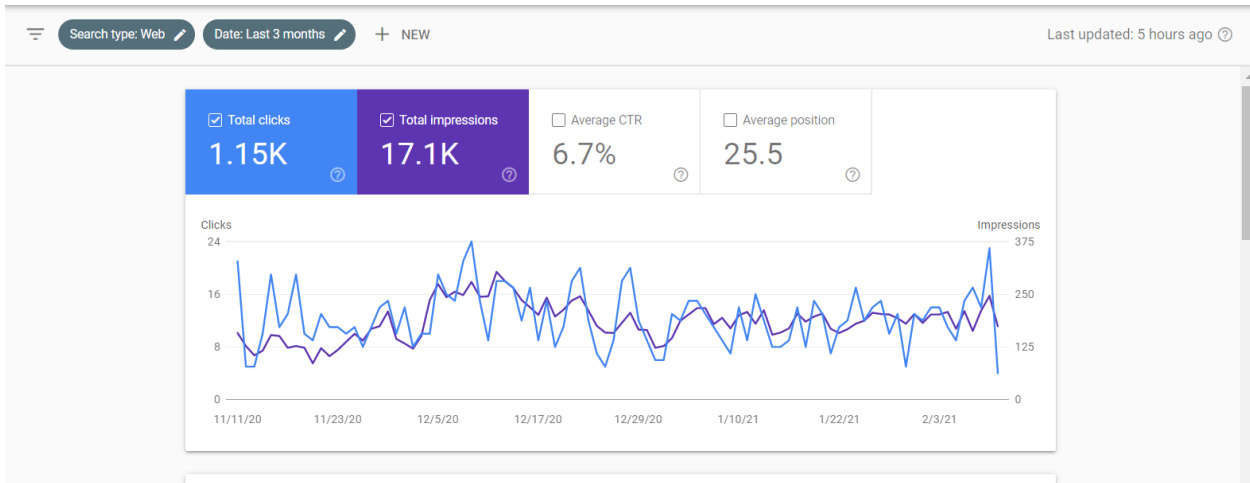 Search type: Web Date: Last 3 months + NEW Last updated: 5 hours ago
Total clicks Total impressions Average CTR Average position
1.15K 17.1K 6.7% 25.5
Clicks Impressions
24 375
16 250
8 125
0 0
11/11/20 11/23/20 12/5/20 12/17/20 12/29/20 1/10/21 1/22/21 2/3/21